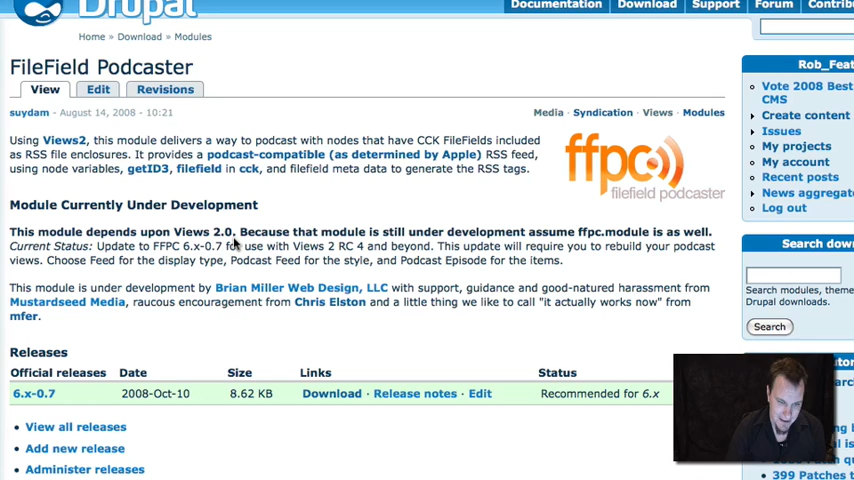 Drupal
Documentation Download Support Forum
Home » Download » Modules
FileField Podcaster
View Edit Revisions
suydam - August 14, 2008 - 10:21
Media · Syndication · Views · Modules
Using Views2, this module delivers a way to podcast with nodes that have CCK FileFields included
as RSS file enclosures. It provides a podcast-compatible (as determined by Apple) RSS feed,
using node variables, getID3, filefield in cck, and filefield meta data to generate the RSS tags.
ffpc
filefield podcaster
Module Currently Under Development
This module depends upon Views 2.0. Because that module is still under development assume ffpc.module is as well.
Current Status: Update to FFPC 6.x-0.7 for use with Views 2 RC 4 and beyond. This update will require you to rebuild your podcast
views. Choose Feed for the display type, Podcast Feed for the style, and Podcast Episode for the items.
This module is under development by Brian Miller Web Design, LLC with support, guidance and good-natured harassment from
Mustardseed Media, raucous encouragement from Chris Elston and a little thing we like to call "it actually works now" from
mfer.
Releases
Official releases Date Size Links Status
6.x-0.7 2008-Oct-10 8.62 KB Download · Release notes · Edit Recommended for 6.x
View all releases
Add new release
Administer releases
Rob_Feat
Vote 2008 Best
CMS
Create content
Issues
My projects
My account
Recent posts
News aggrega
Log out
Search dow
Search modules, theme
Drupal downloads.
Search
399 Patches t